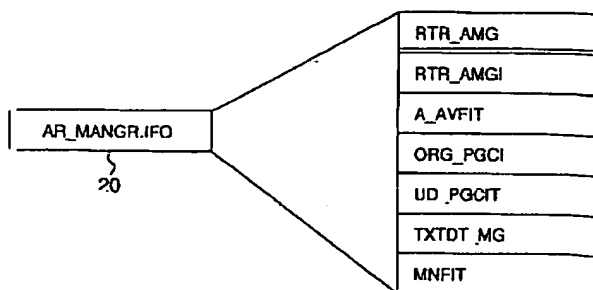 AR_MANGR.IFO
20
RTR_AMG
RTR_AMGI
A_AVFIT
ORG_PGCI
UD_PGCIT
TXTDT_MG
MNFIT